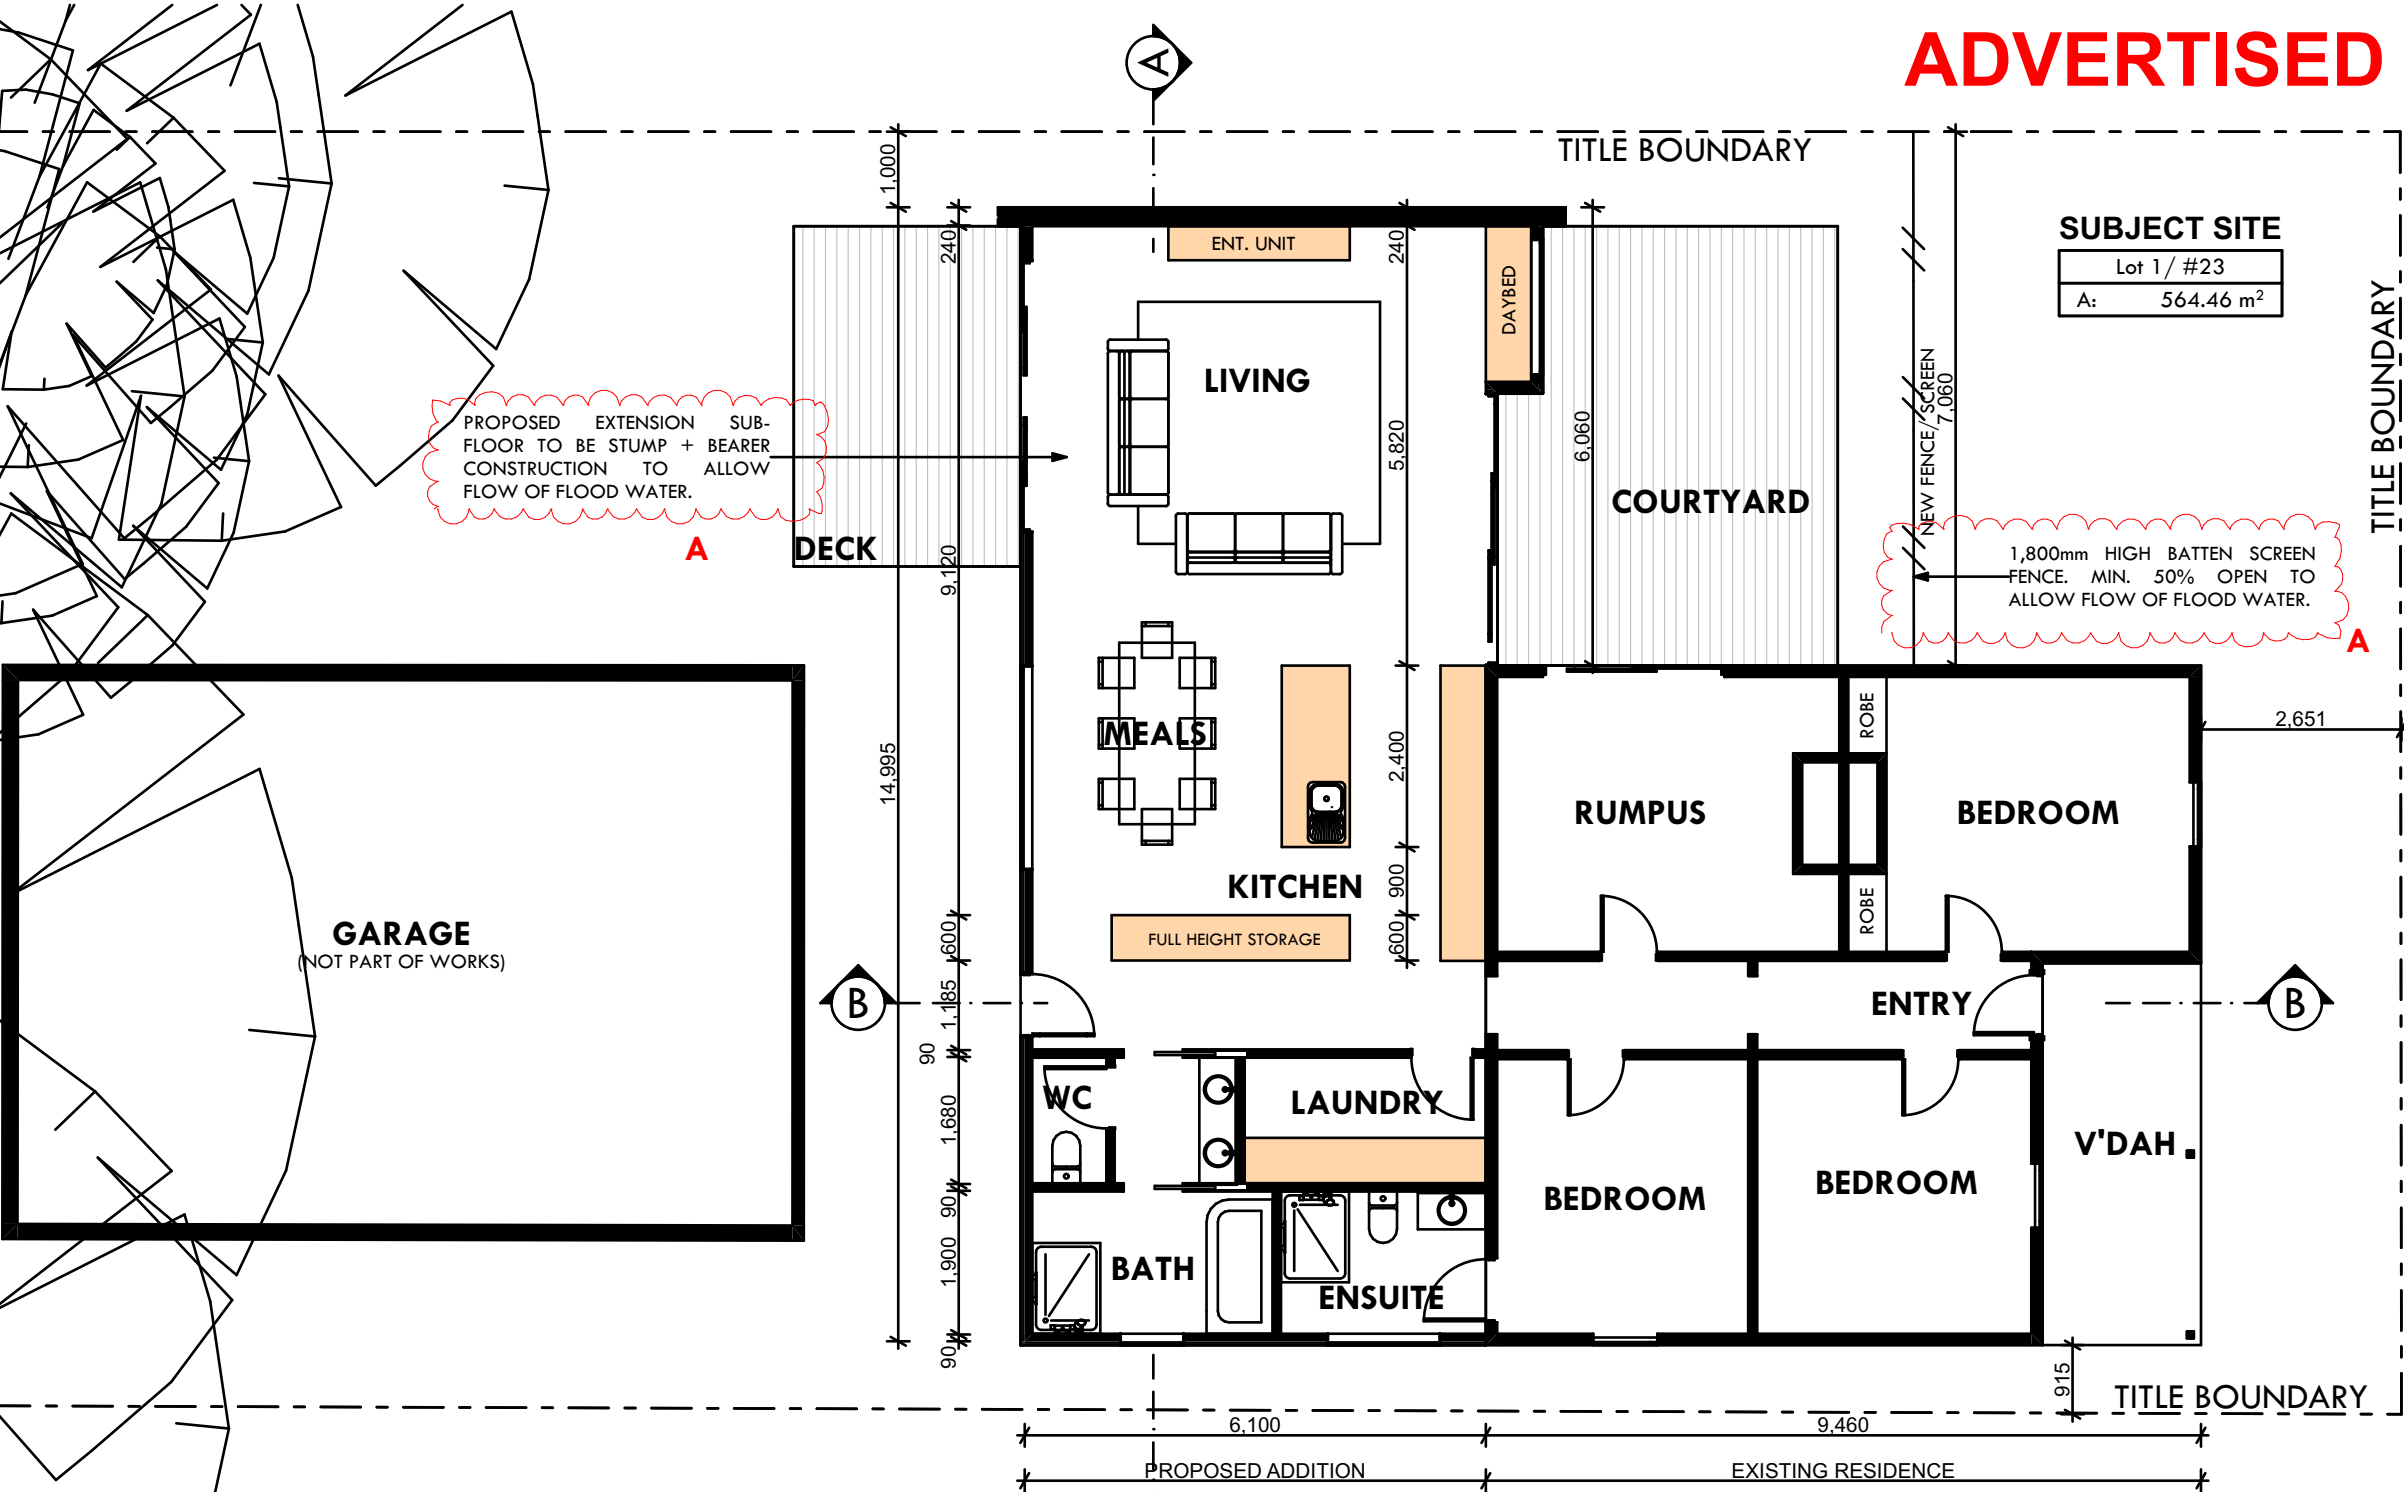 ADVERTISED
A
TITLE BOUNDARY
1,000
SUBJECT SITE
Lot 1/ #23
A: 564.46 m²
240
ENT. UNIT
240
DAYBED
TITLE BOUNDARY
NEW FENCE/SCREEN
7,060
LIVING
PROPOSED EXTENSION SUB-
FLOOR TO BE STUMP + BEARER
CONSTRUCTION TO ALLOW
FLOW OF FLOOD WATER.
A
DECK
5,820
6,060
COURTYARD
9,120
1,800mm HIGH BATTEN SCREEN
FENCE. MIN. 50% OPEN TO
ALLOW FLOW OF FLOOD WATER.
A
14,995
MEALS
2,400
ROBE
2,651
RUMPUS
BEDROOM
KITCHEN
900
ROBE
GARAGE
(NOT PART OF WORKS)
600
FULL HEIGHT STORAGE
600
B
1,185
ENTRY
B
90
WC
1,680
LAUNDRY
V'DAH
BEDROOM
BEDROOM
90
1,900
BATH
ENSUITE
90
915
TITLE BOUNDARY
6,100
9,460
PROPOSED ADDITION
EXISTING RESIDENCE